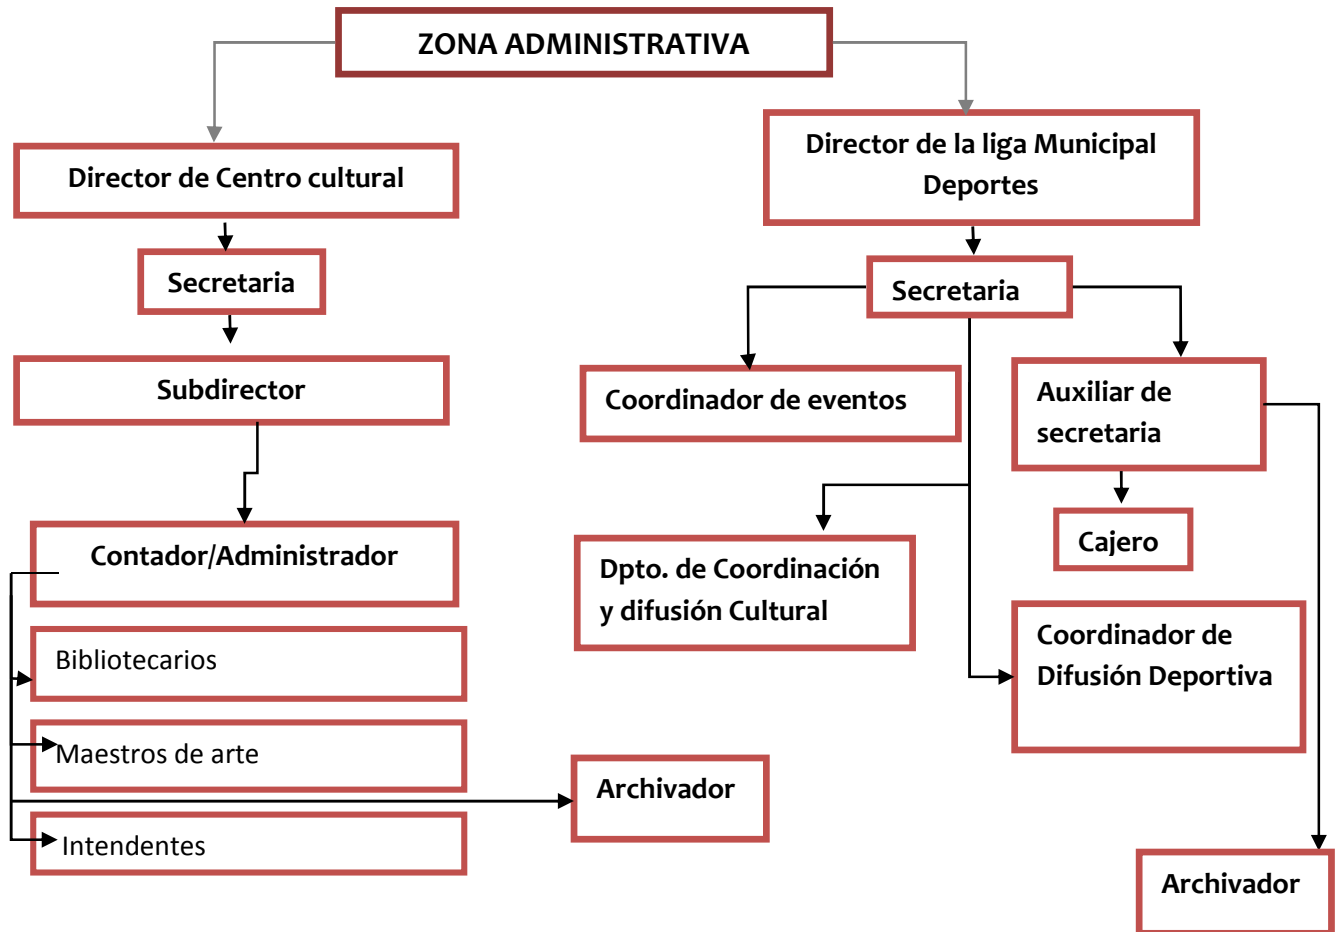 ZONA ADMINISTRATIVA
Director de Centro cultural
Secretaria
Subdirector
Contador/Administrador
Bibliotecarios
Maestros de arte
Intendentes
Archivador
Director de la liga Municipal
Deportes
Secretaria
Coordinador de eventos
Auxiliar de
secretaria
Cajero
Dpto. de Coordinación
y difusión Cultural
Coordinador de
Difusión Deportiva
Archivador